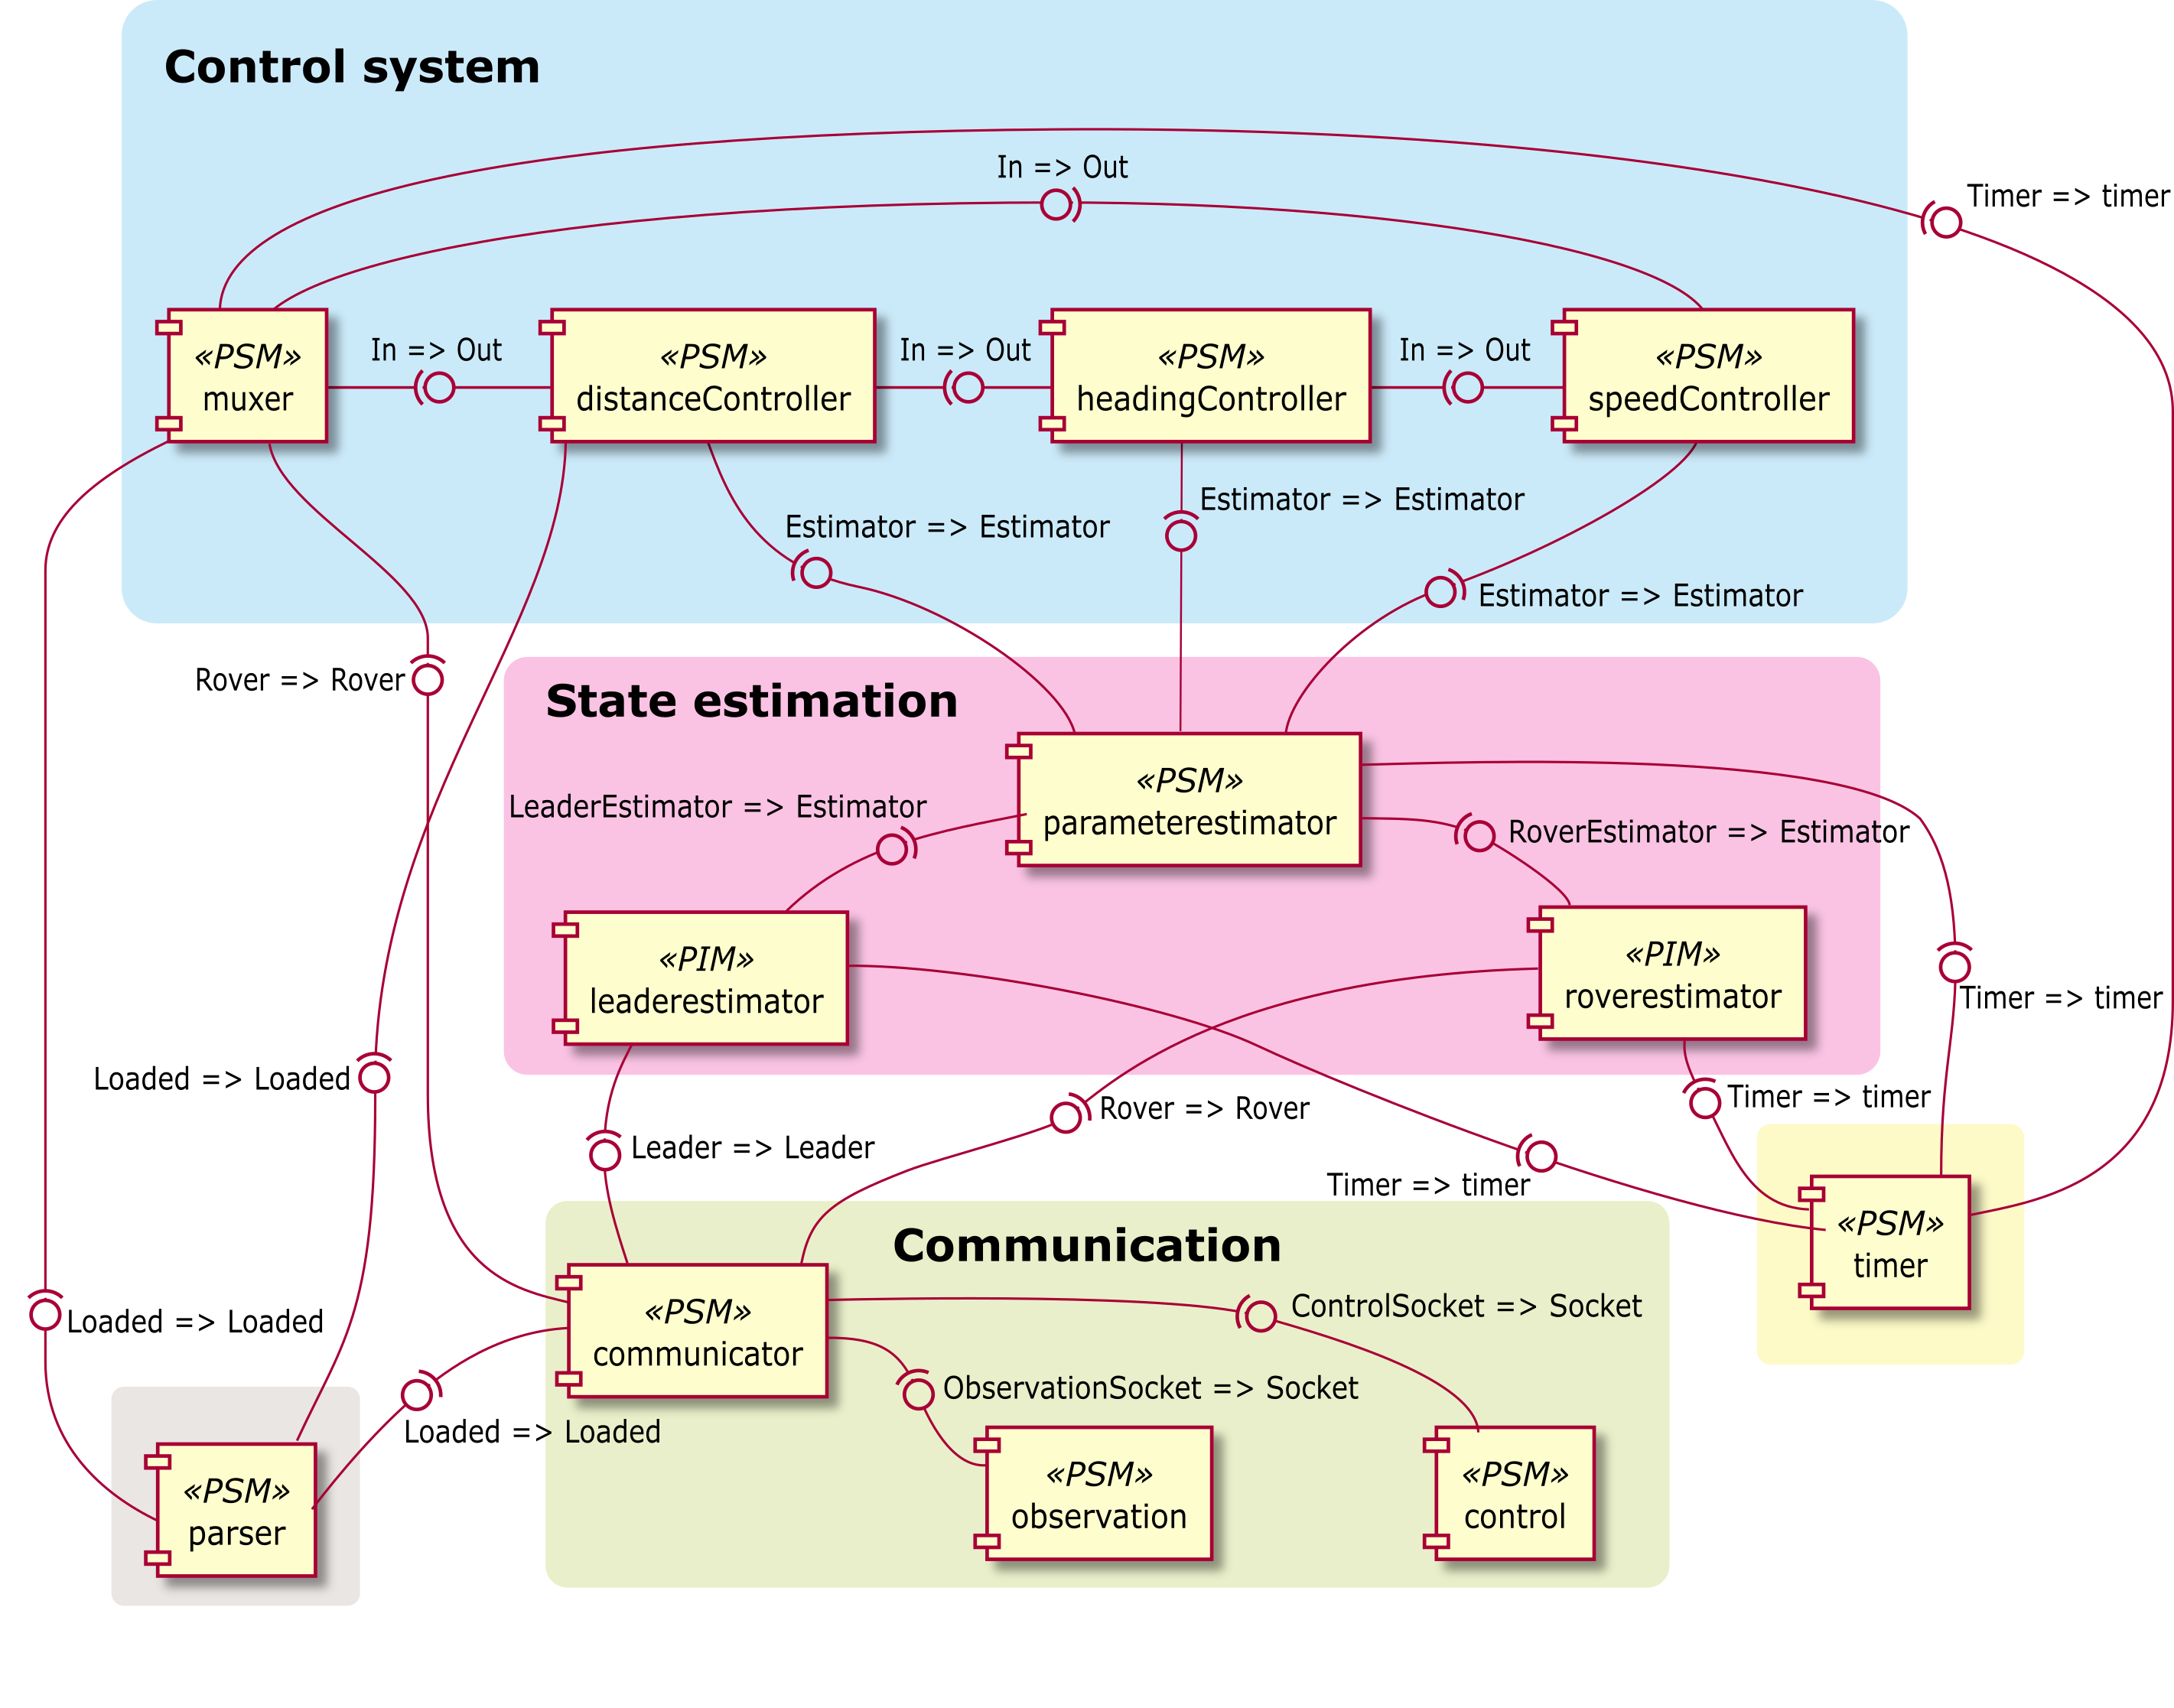 Control system
In => Out
Timer => timer
«PSM»
muxer
In => Out
«PSM»
distanceController
In => Out
«PSM»
headingController
In => Out
«PSM»
speedController
Estimator => Estimator
Estimator => Estimator
Estimator => Estimator
Rover => Rover
State estimation
«PSM»
parameterestimator
LeaderEstimator => Estimator
RoverEstimator => Estimator
«PIM»
leaderestimator
«PIM»
roverestimator
Timer => timer
Loaded => Loaded
Leader => Leader
Rover => Rover
Timer => timer
Timer => timer
Communication
«PSM»
timer
Loaded => Loaded
«PSM»
communicator
ControlSocket => Socket
ObservationSocket => Socket
Loaded => Loaded
«PSM»
parser
«PSM»
observation
«PSM»
control